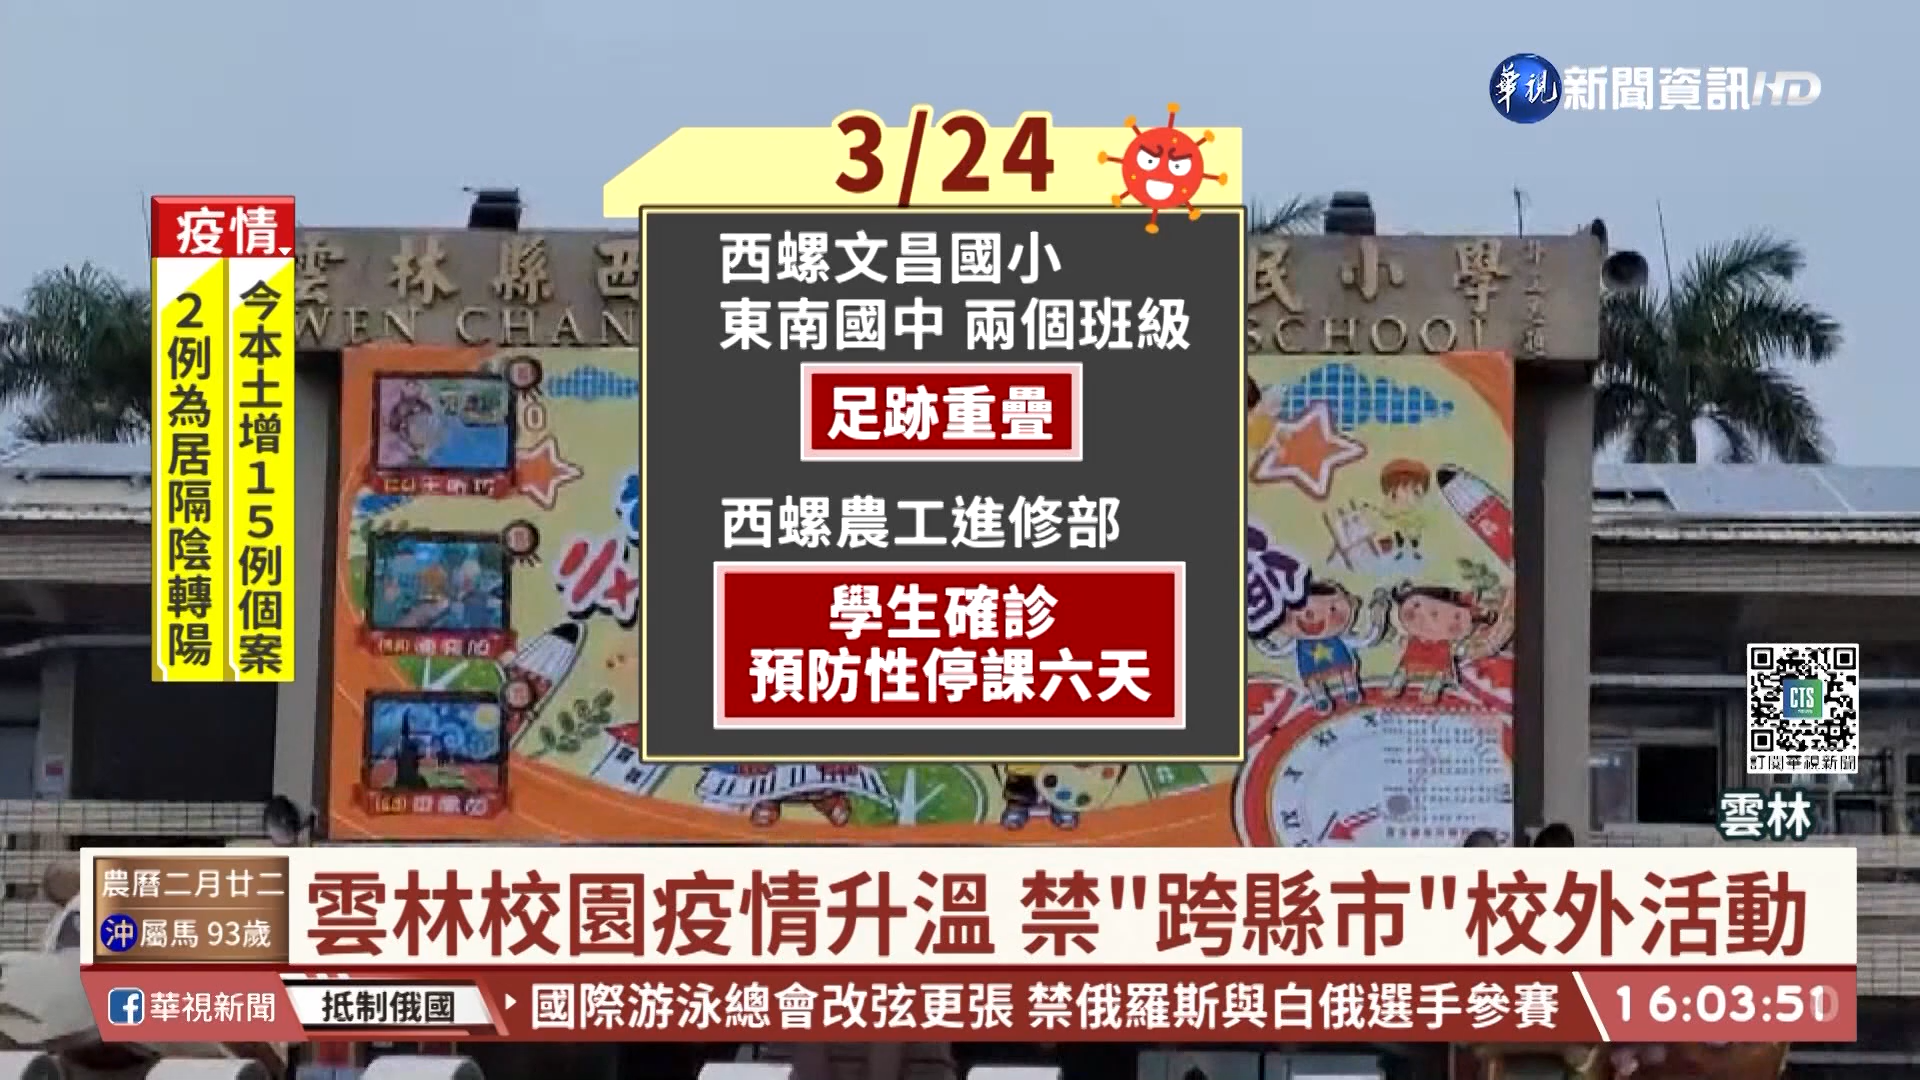 華視新聞資訊HD
3/24
西螺文昌國小
東南國中 兩個班級
足跡重疊
西螺農工進修部
學生確診
預防性停課六天
疫情
今本土增15例個案
2例為居隔陰轉陽
雲林縣西
民小學
WEN CHAN
SCHOOL
CTS
訂閱華視新聞
雲林
農曆二月廿二
沖屬馬 93歲
雲林校園疫情升溫 禁"跨縣市"校外活動
華視新聞
抵制俄國
國際游泳總會改弦更張 禁俄羅斯與白俄選手參賽
16:03:51